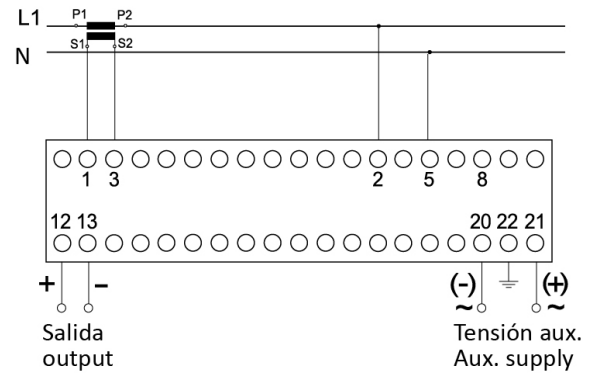 L1 P1 P2
S1 S2
N
1 3 2 5 8
12 13 20 22 21
+ - (-) (+)
~ ~
Salida Tensión aux.
output Aux. supply